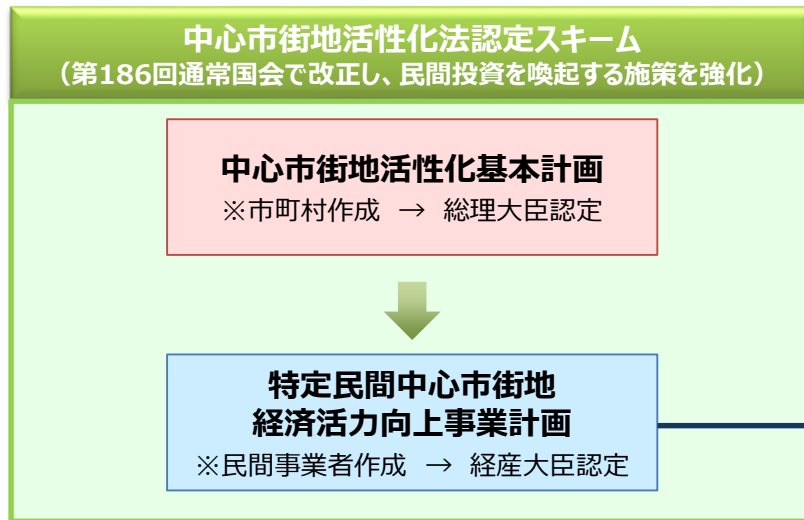 中心市街地活性化法認定スキーム
（第186回通常国会で改正し、民間投資を喚起する施策を強化）
中心市街地活性化基本計画
※市町村作成 → 総理大臣認定
特定民間中心市街地
経済活力向上事業計画
※民間事業者作成 → 経産大臣認定